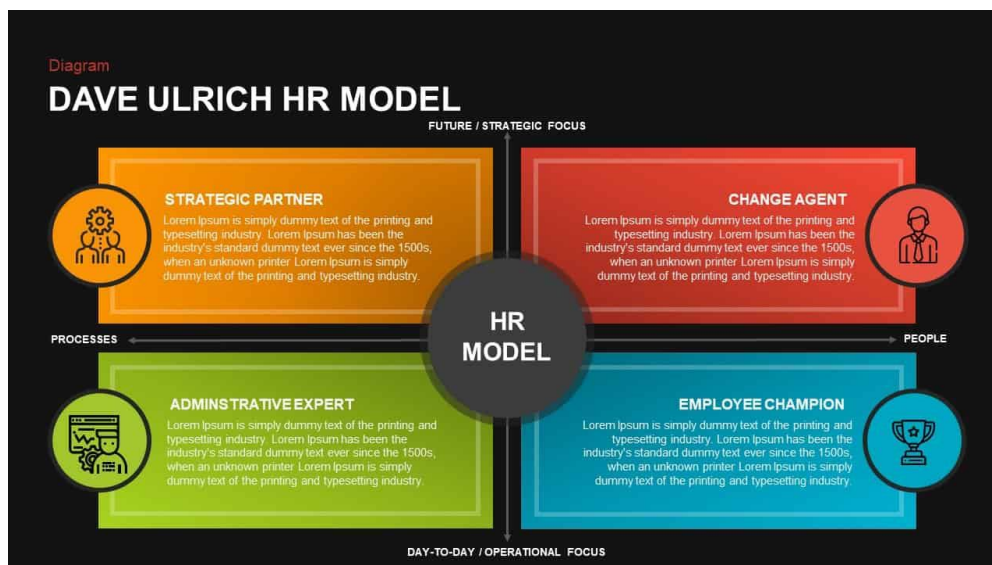 Diagram
DAVE ULRICH HR MODEL
FUTURE / STRATEGIC FOCUS
STRATEGIC PARTNER
Lorem Ipsum is simply dummy text of the printing and
typesetting industry. Lorem Ipsum has been the
industry's standard dummy text ever since the 1500s,
when an unknown printer Lorem Ipsum is simply
dummy text of the printing and typesetting industry.
CHANGE AGENT
Lorem Ipsum is simply dummy text of the printing and
typesetting industry. Lorem Ipsum has been the
industry's standard dummy text ever since the 1500s,
when an unknown printer Lorem Ipsum is simply
dummy text of the printing and typesetting industry.
HR
MODEL
PROCESSES
PEOPLE
ADMINSTRATIVE EXPERT
Lorem Ipsum is simply dummy text of the printing and
typesetting industry. Lorem Ipsum has been the
industry's standard dummy text ever since the 1500s,
when an unknown printer Lorem Ipsum is simply
dummy text of the printing and typesetting industry.
EMPLOYEE CHAMPION
Lorem Ipsum is simply dummy text of the printing and
typesetting industry. Lorem Ipsum has been the
industry's standard dummy text ever since the 1500s,
when an unknown printer Lorem Ipsum is simply
dummy text of the printing and typesetting industry.
DAY-TO-DAY / OPERATIONAL FOCUS